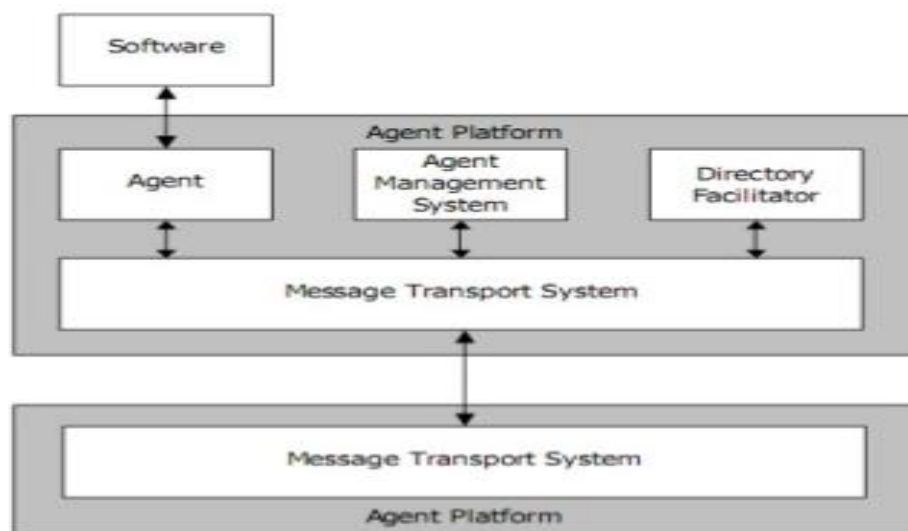 Software
Agent Platform
Agent
Agent
Management
System
Directory
Facilitator
Message Transport System
Message Transport System
Agent Platform